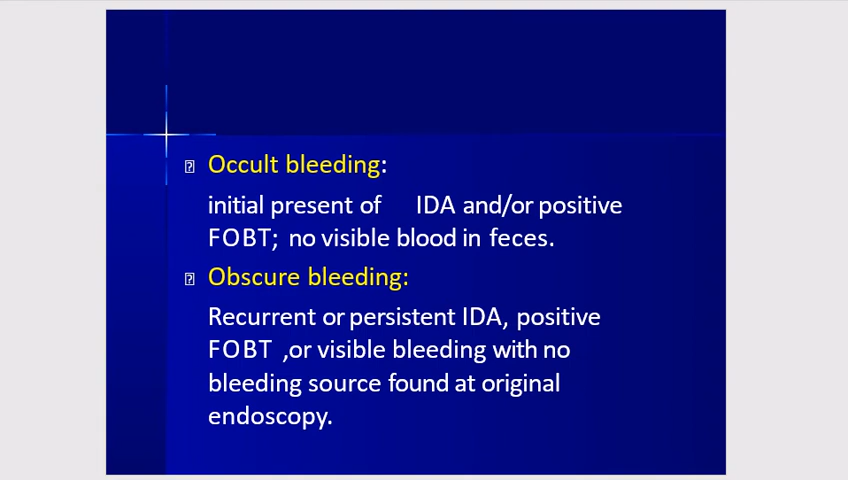 Occult bleeding:
initial present of IDA and/or positive
FOBT; no visible blood in feces.
Obscure bleeding:
Recurrent or persistent IDA, positive
FOBT ,or visible bleeding with no
bleeding source found at original
endoscopy.